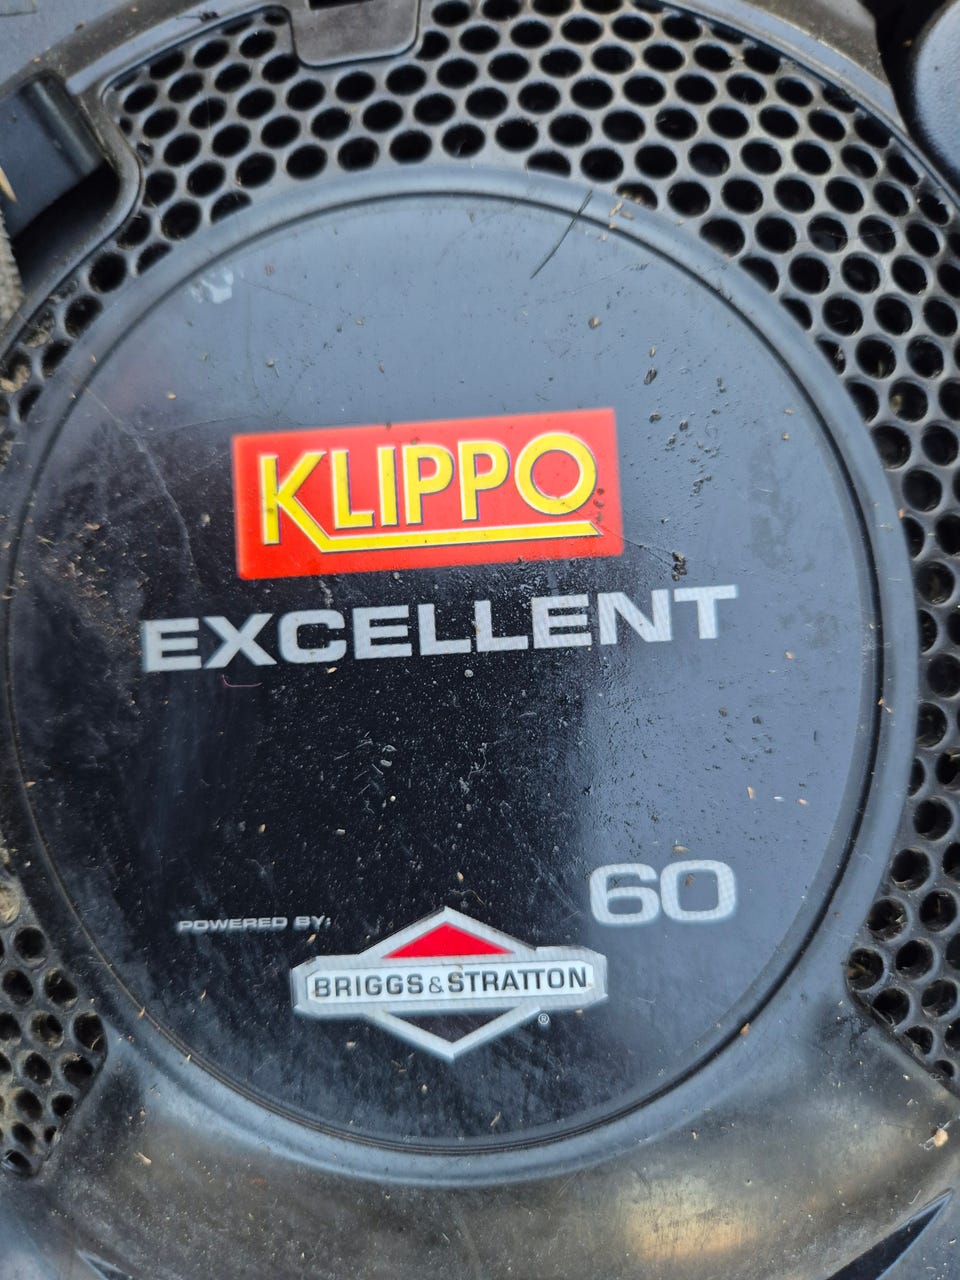 KLIPPO
EXCELLENT
60
POWERED BY:
BRIGGS & STRATTON
®